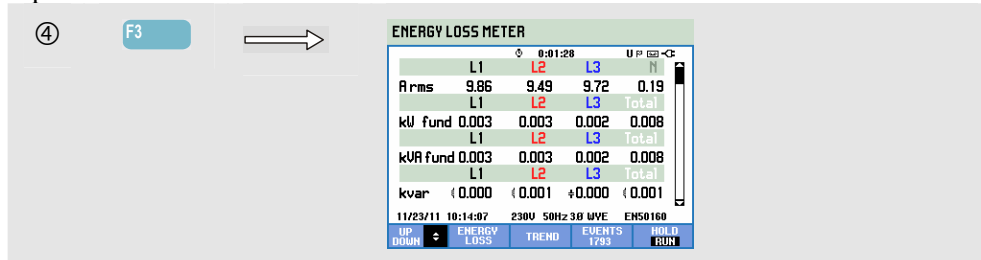 ④ F3
ENERGY LOSS METER
0:01:28 U P
L1 L2 L3 N
A rms 9.86 9.49 9.72 0.19
L1 L2 L3 Total
kW fund 0.003 0.003 0.002 0.008
L1 L2 L3 Total
kVA fund 0.003 0.003 0.002 0.008
L1 L2 L3 Total
kvar 0.000 0.001 0.000 0.001
11/23/11 10:14:07 230V 50Hz 3Ø WYE EN50160
UP DOWN ENERGY LOSS TREND EVENTS 1793 HOLD RUN